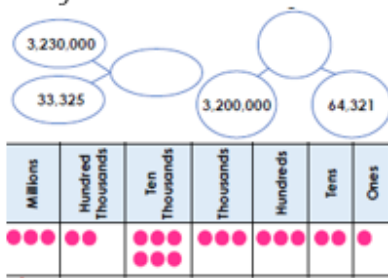 3,230,000
33,325
3,200,000
64,321
Millions
Hundred
Thousands
Ten
Thousands
Thousands
Hundreds
Tens
Ones